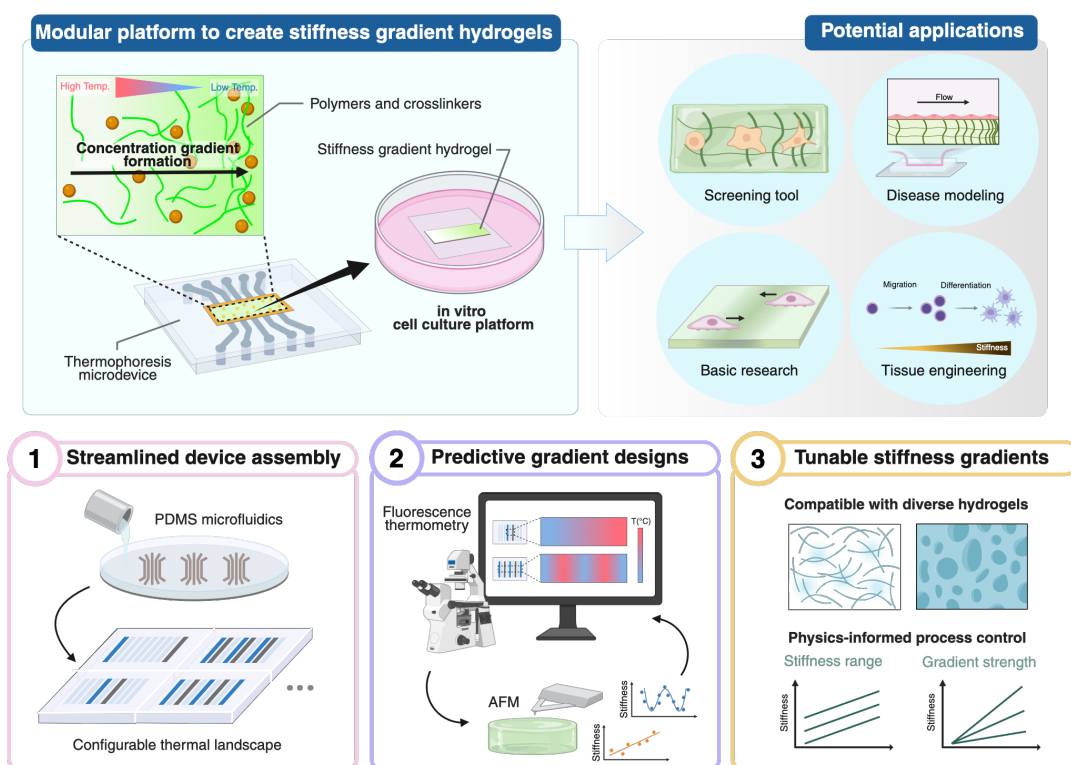 Modular platform to create stiffness gradient hydrogels
High Temp.
Low Temp.
Concentration gradient
formation
Polymers and crosslinkers
Stiffness gradient hydrogel
in vitro
cell culture platform
Thermophoresis
microdevice
Potential applications
Screening tool
Flow
Disease modeling
Basic research
Migration
Differentiation
Stiffness
Tissue engineering
1
Streamlined device assembly
PDMS microfluidics
Configurable thermal landscape
2
Predictive gradient designs
Fluorescence
thermometry
T(°C)
AFM
Stiffness
Stiffness
3
Tunable stiffness gradients
Compatible with diverse hydrogels
Physics-informed process control
Stiffness range
Gradient strength
Stiffness
Stiffness